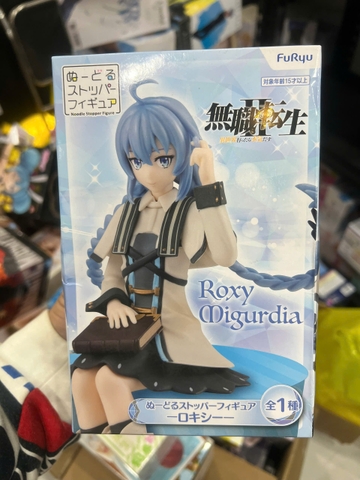 ぬーどる
ストッパー
フィギュア
Noodle Stopper Figure
FuRyu
対象年齢15才以上
無職転生
II
Roxy
Migurdia
ぬーどるストッパーフィギュア
―ロキシー―
全1種